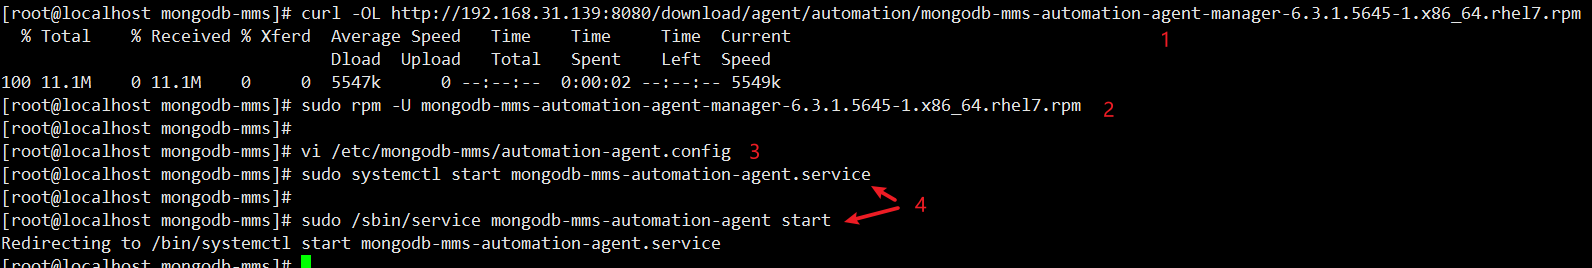 [root@localhost mongodb-mms]# curl -OL http://192.168.31.139:8080/download/agent/automation/mongodb-mms-automation-agent-manager-6.3.1.5645-1.x86_64.rhel7.rpm
1
% Total % Received % Xferd Average Speed Time Time Time Current
Dload Upload Total Spent Left Speed
100 11.1M 0 11.1M 0 0 5547k 0 --:--:-- 0:00:02 --:--:-- 5549k
[root@localhost mongodb-mms]# sudo rpm -U mongodb-mms-automation-agent-manager-6.3.1.5645-1.x86_64.rhel7.rpm 2
[root@localhost mongodb-mms]#
[root@localhost mongodb-mms]# vi /etc/mongodb-mms/automation-agent.config 3
[root@localhost mongodb-mms]# sudo systemctl start mongodb-mms-automation-agent.service
[root@localhost mongodb-mms]# 4
[root@localhost mongodb-mms]# sudo /sbin/service mongodb-mms-automation-agent start
Redirecting to /bin/systemctl start mongodb-mms-automation-agent.service
[root@localhost mongodb-mms]#